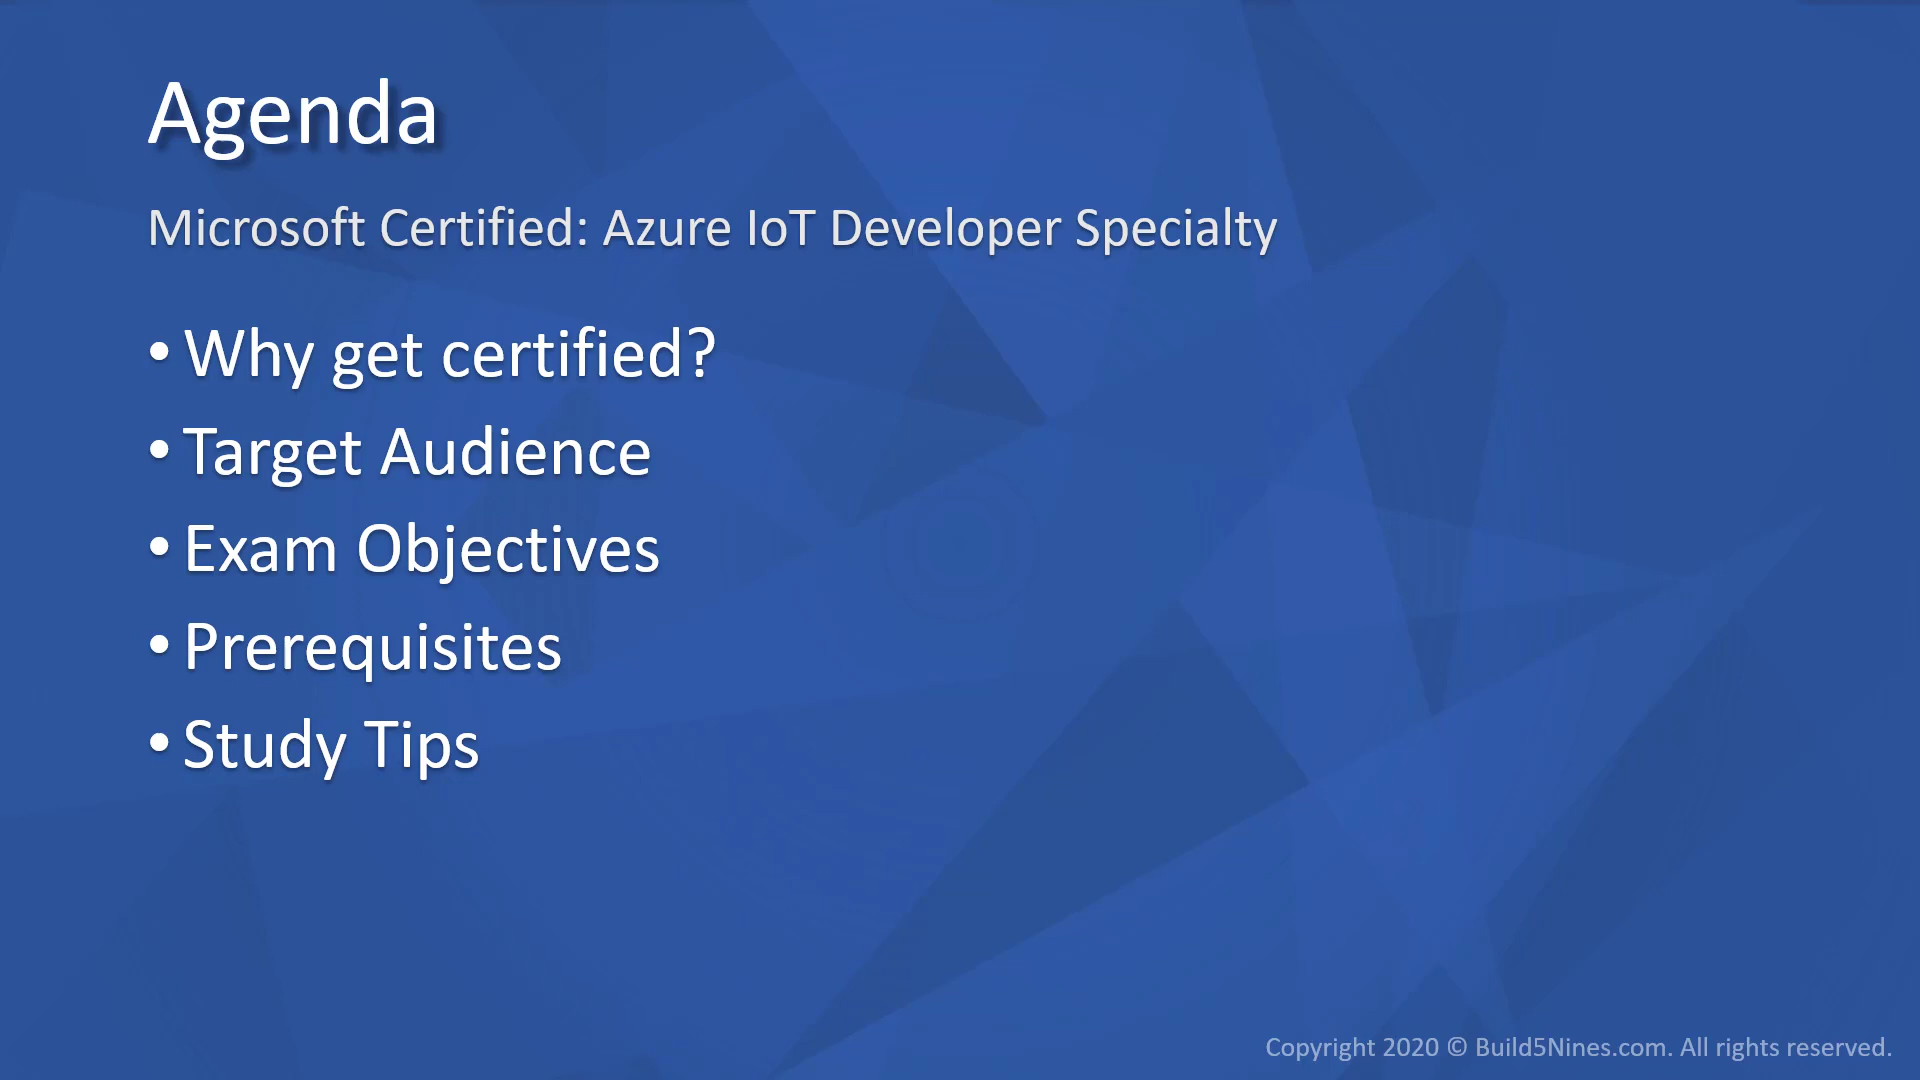 Agenda
Microsoft Certified: Azure IoT Developer Specialty
• Why get certified?
• Target Audience
• Exam Objectives
• Prerequisites
• Study Tips
Copyright 2020 © Build5Nines.com. All rights reserved.